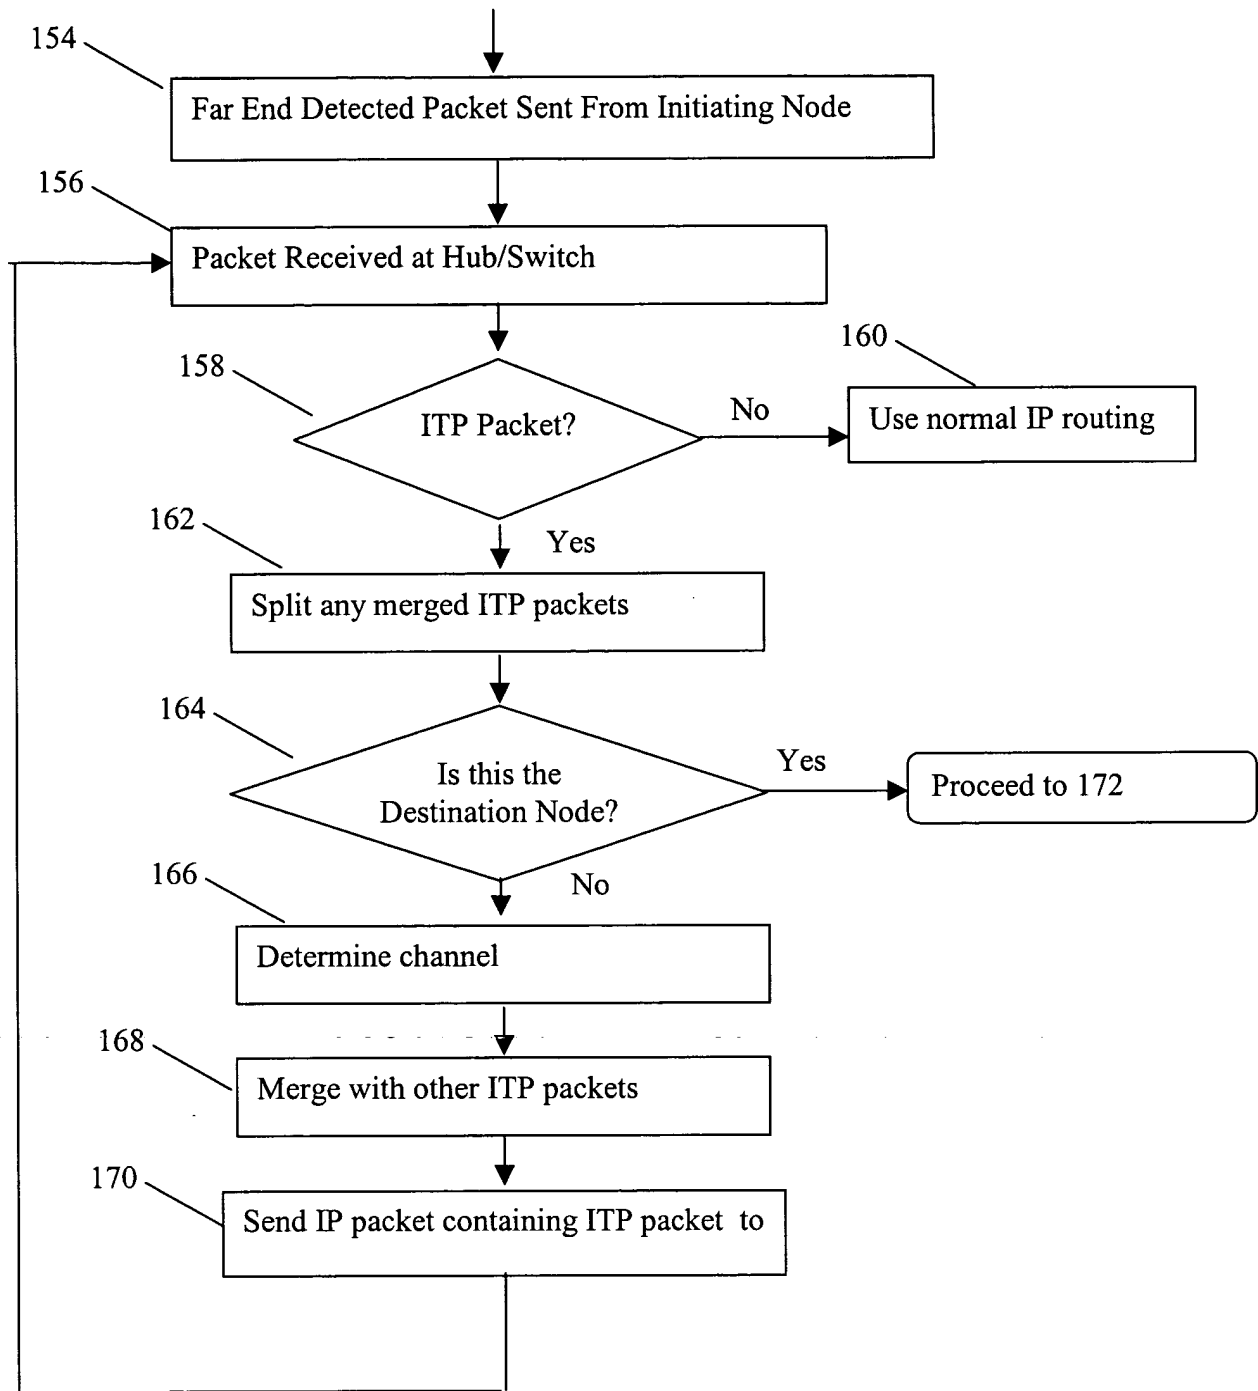 154
Far End Detected Packet Sent From Initiating Node
156
Packet Received at Hub/Switch
158
ITP Packet?
No
160
Use normal IP routing
162
Yes
Split any merged ITP packets
164
Is this the
Destination Node?
Yes
Proceed to 172
166
No
Determine channel
168
Merge with other ITP packets
170
Send IP packet containing ITP packet to